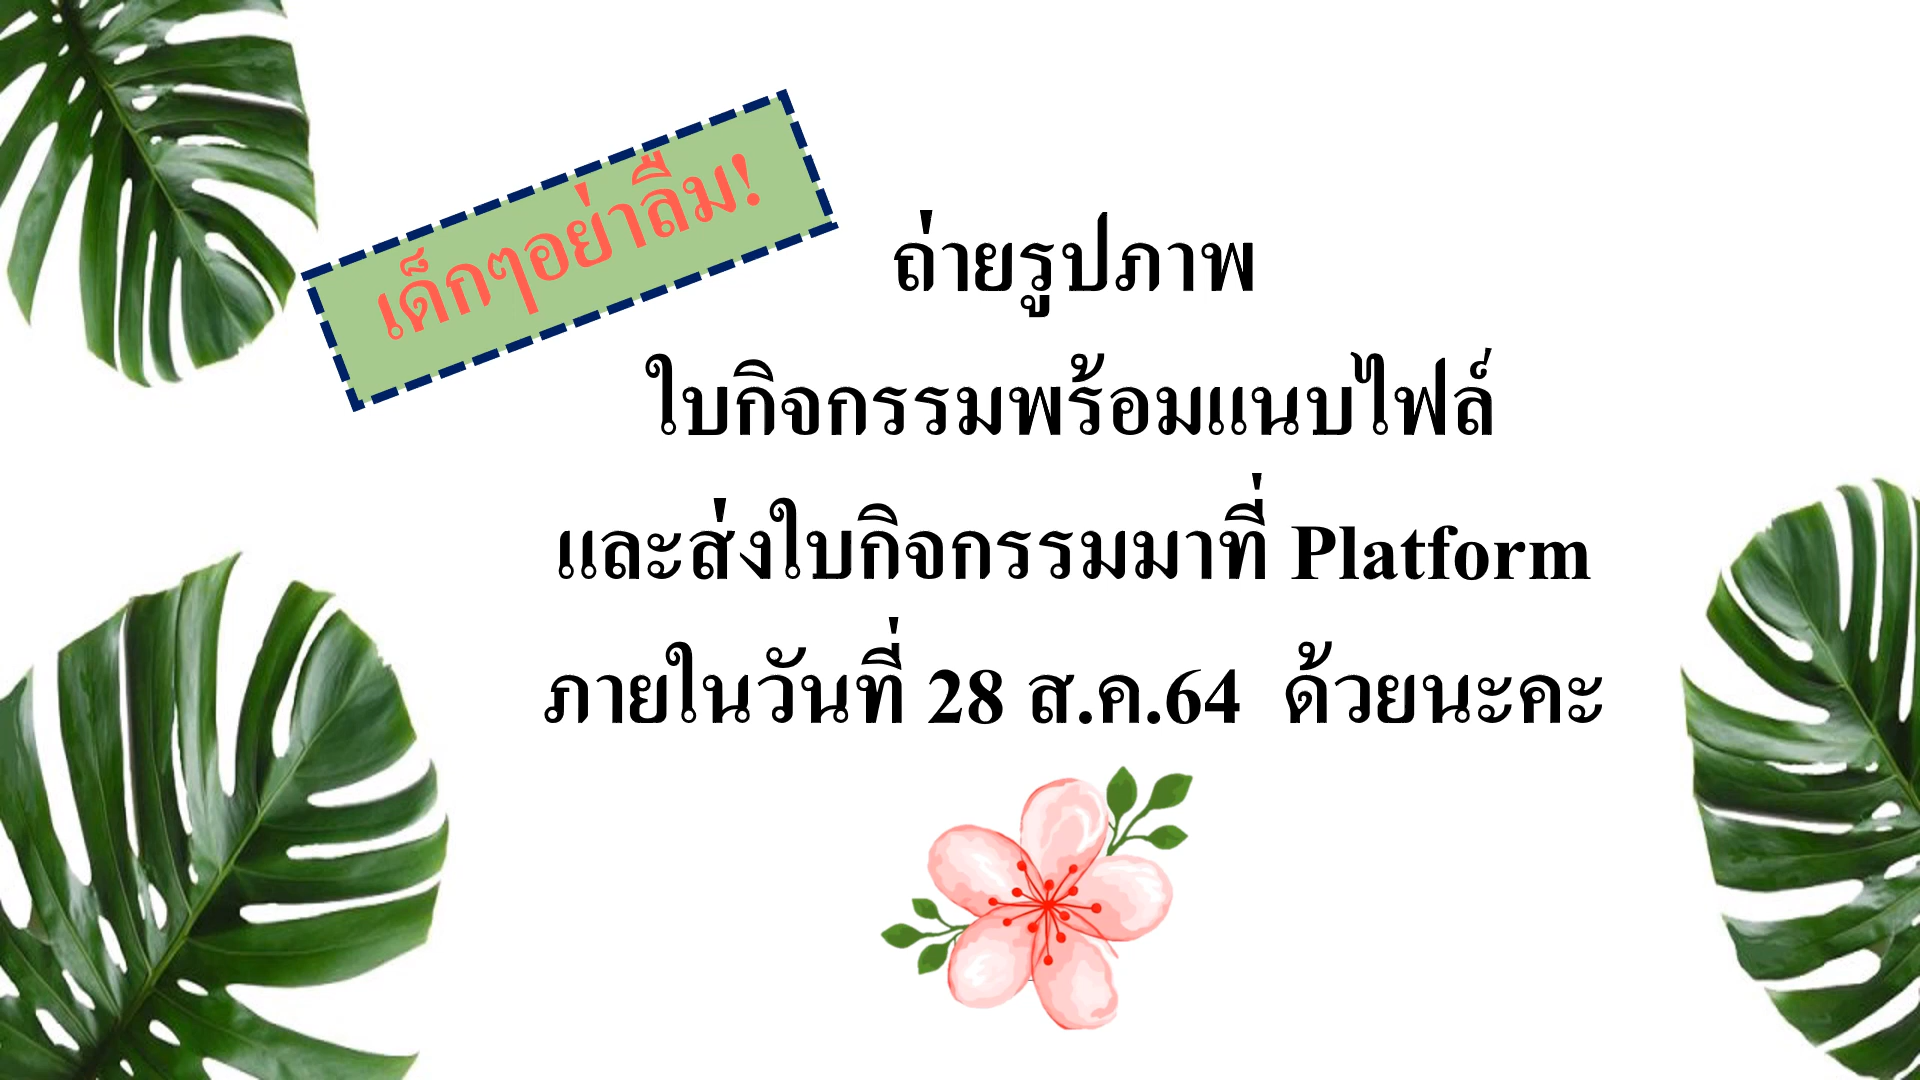 เด็กๆอย่าลืม!
ถ่ายรูปภาพ
ใบกิจกรรมพร้อมแนบไฟล์
และส่งใบกิจกรรมมาที่ Platform
ภายในวันที่ 28 ส.ค.64 ด้วยนะคะ